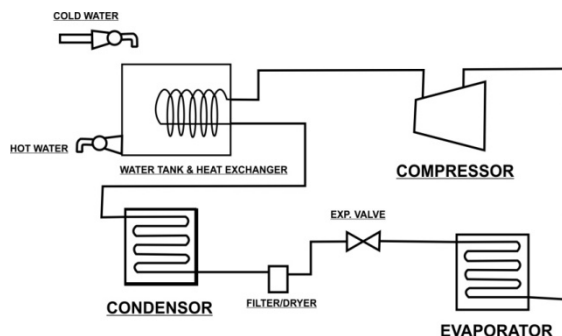 COLD WATER
HOT WATER
WATER TANK & HEAT EXCHANGER
COMPRESSOR
EXP. VALVE
CONDENSOR
FILTER/DRYER
EVAPORATOR